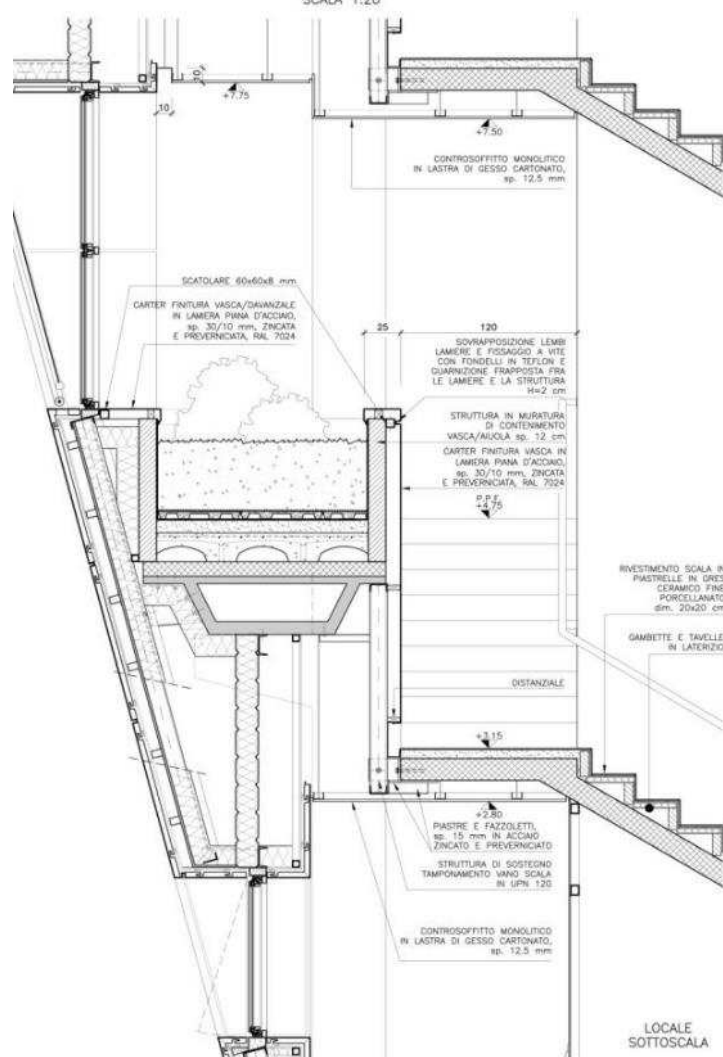 SCALA 1:20
10
+7.75
10
+7.50
CONTROSOFFITTO MONOLITICO
IN LASTRA DI GESSO CARTONATO,
sp. 12.5 mm
SCATOLARE 60x60x8 mm
CARTER FINITURA VASCA/DAVANZALE
IN LAMIERA PIANA D'ACCIAIO,
sp. 30/10 mm, ZINCATA
E PREVERNICIATA, RAL 7024
25
120
SOVRAPPOSIZIONE LEMBI
LAMIERE E FISSAGGIO A VITE
CON FONDELLI IN TEFLON E
GUARNIZIONE FRAPPOSTA FRA
LE LAMIERE E LA STRUTTURA
H=2 cm
STRUTTURA IN MURATURA
DI CONTENIMENTO
VASCA/AIUOLA sp. 12 cm
CARTER FINITURA VASCA IN
LAMIERA PIANA D'ACCIAIO,
sp. 30/10 mm, ZINCATA
E PREVERNICIATA, RAL 7024
P.P.F.
+4.75
RIVESTIMENTO SCALA IN
PIASTRELLE IN GRES
CERAMICO FINE
PORCELLANATO
dim. 20x20 cm
GAMBETTE E TAVELLE
IN LATERIZIO
DISTANZIALE
+3.15
+2.80
PIASTRE E FAZZOLETTI,
sp. 15 mm IN ACCIAIO
ZINCATO E PREVERNICIATO
STRUTTURA DI SOSTEGNO
TAMPONAMENTO VANO SCALA
IN UPN 120
CONTROSOFFITTO MONOLITICO
IN LASTRA DI GESSO CARTONATO,
sp. 12.5 mm
LOCALE
SOTTOSCALA